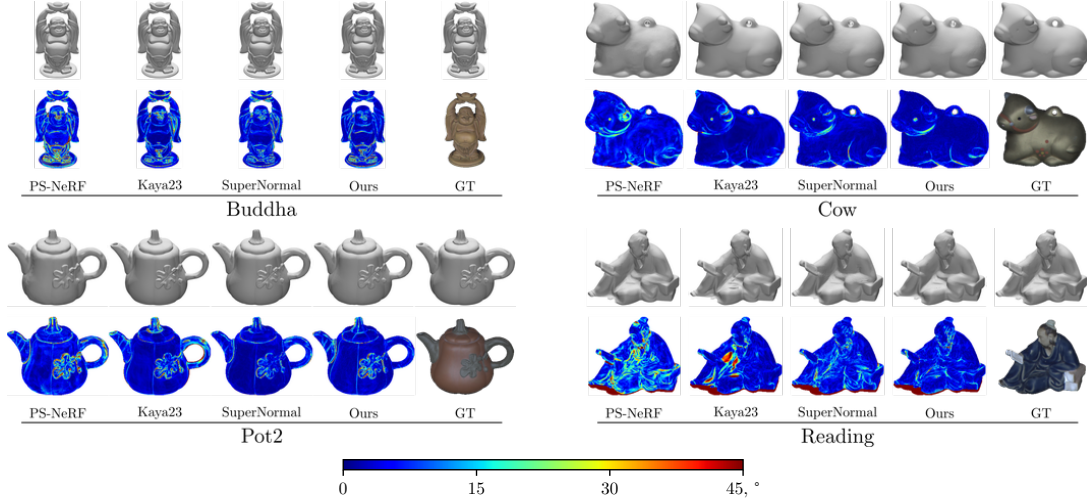 PS-NeRF Kaya23 SuperNormal Ours GT
Buddha
PS-NeRF Kaya23 SuperNormal Ours GT
Cow
PS-NeRF Kaya23 SuperNormal Ours GT
Pot2
PS-NeRF Kaya23 SuperNormal Ours GT
Reading
0 15 30 45, °